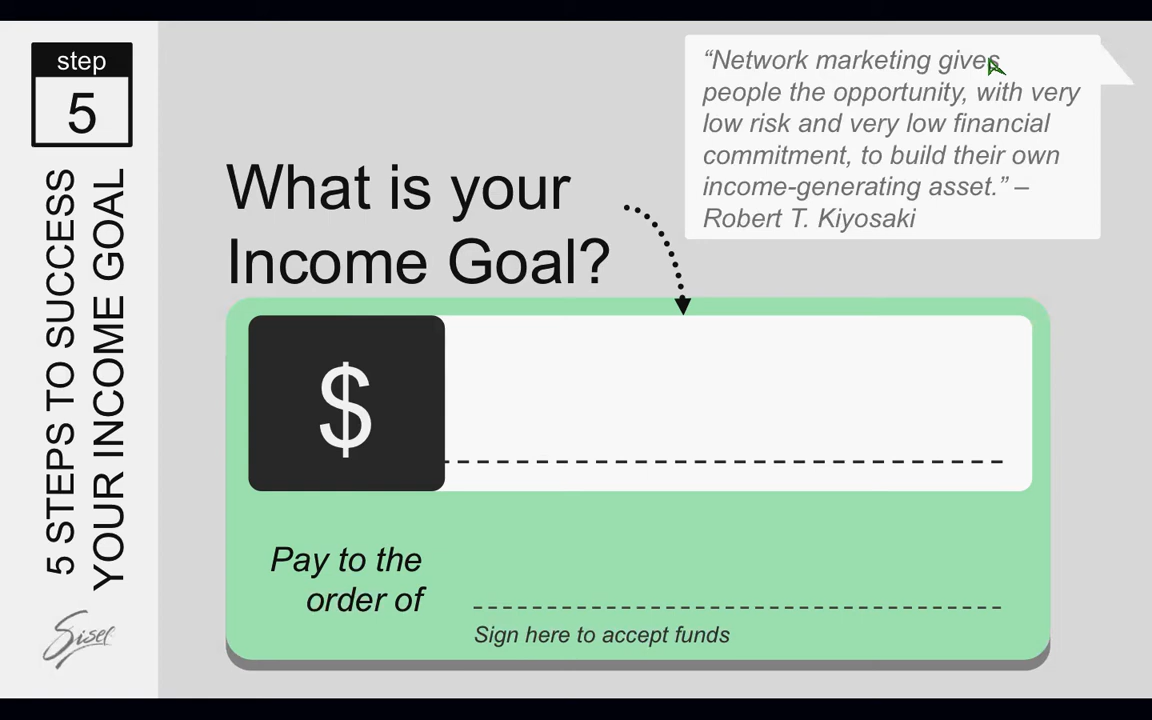 step
5
5 STEPS TO SUCCESS
YOUR INCOME GOAL
Sisel
What is your
Income Goal?
“Network marketing gives
people the opportunity, with very
low risk and very low financial
commitment, to build their own
income-generating asset.” –
Robert T. Kiyosaki
$
Pay to the
order of
Sign here to accept funds